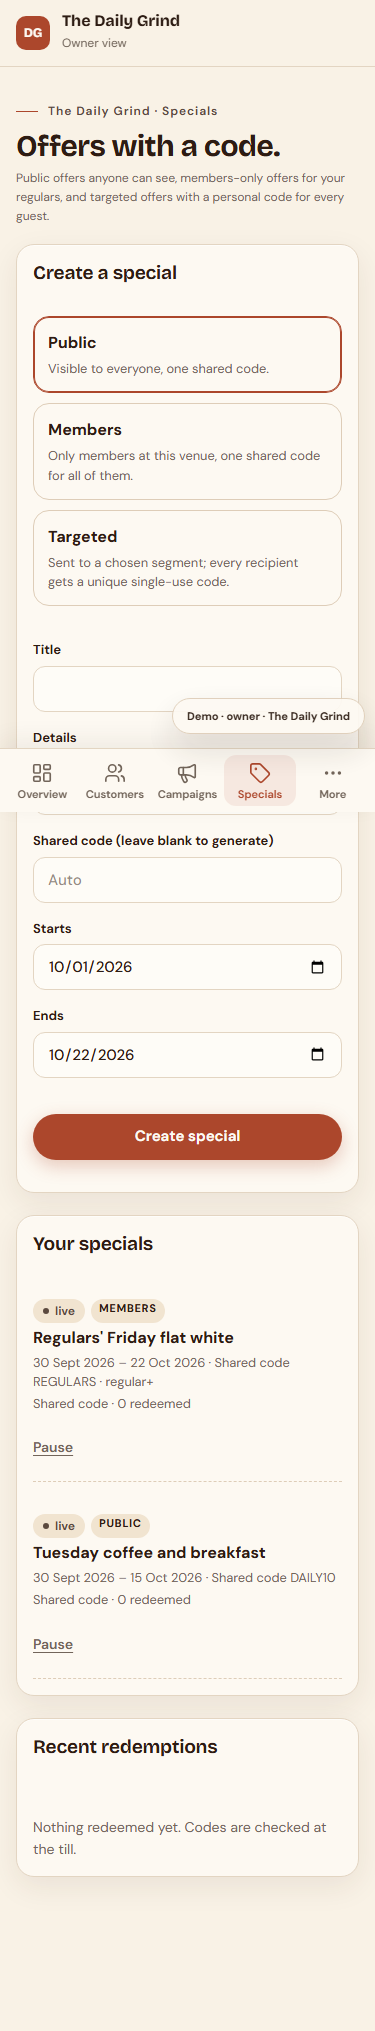 DG
The Daily Grind
Owner view
The Daily Grind · Specials
Offers with a code.
Public offers anyone can see, members-only offers for your
regulars, and targeted offers with a personal code for every
guest.
Create a special
Public
Visible to everyone, one shared code.
Members
Only members at this venue, one shared code
for all of them.
Targeted
Sent to a chosen segment; every recipient
gets a unique single-use code.
Title
Demo · owner · The Daily Grind
Details
Overview
Customers
Campaigns
Specials
More
Shared code (leave blank to generate)
Auto
Starts
10/01/2026
Ends
10/22/2026
Create special
Your specials
live
MEMBERS
Regulars' Friday flat white
30 Sept 2026 – 22 Oct 2026 · Shared code
REGULARS · regular+
Shared code · 0 redeemed
Pause
live
PUBLIC
Tuesday coffee and breakfast
30 Sept 2026 – 15 Oct 2026 · Shared code DAILY10
Shared code · 0 redeemed
Pause
Recent redemptions
Nothing redeemed yet. Codes are checked at
the till.